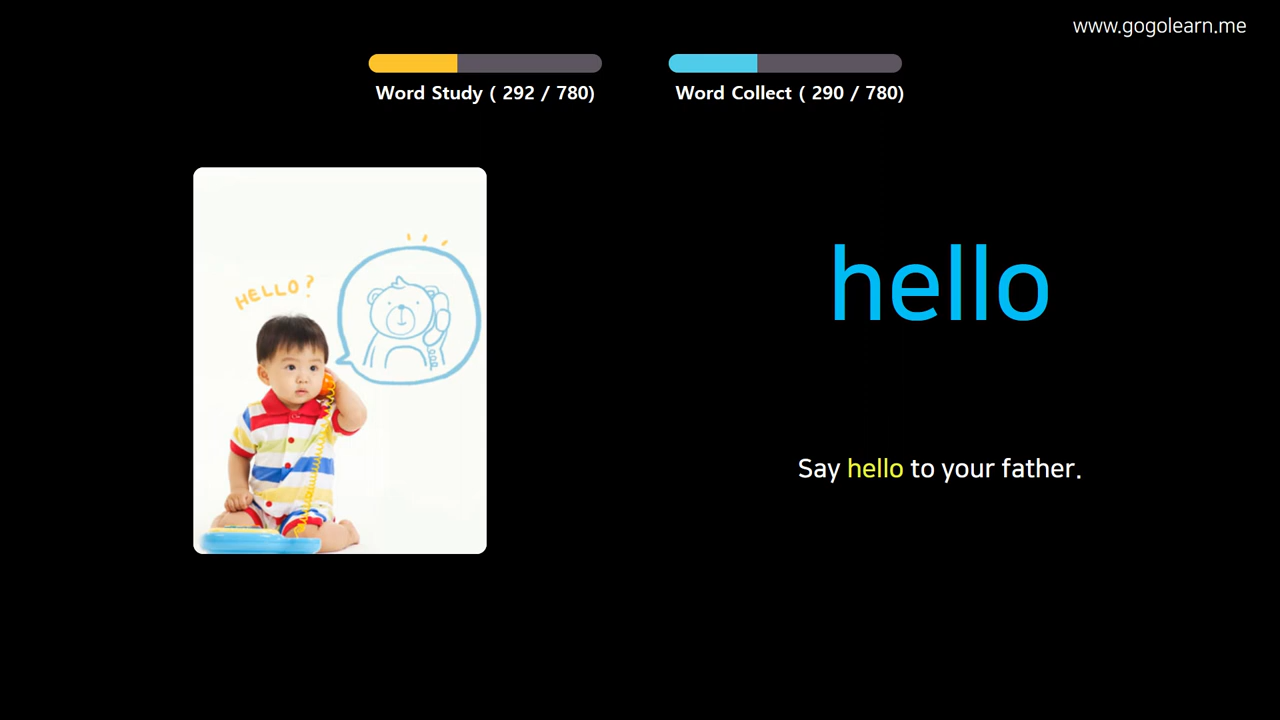 www.gogolearn.me
Word Study ( 292 / 780)
Word Collect ( 290 / 780)
HELLO?
hello
Say hello to your father.